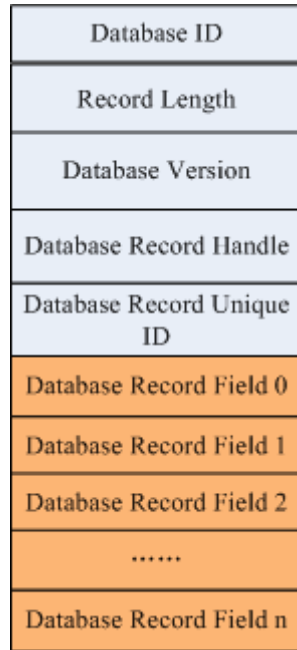 Database ID
Record Length
Database Version
Database Record Handle
Database Record Unique
ID
Database Record Field 0
Database Record Field 1
Database Record Field 2
……
Database Record Field n